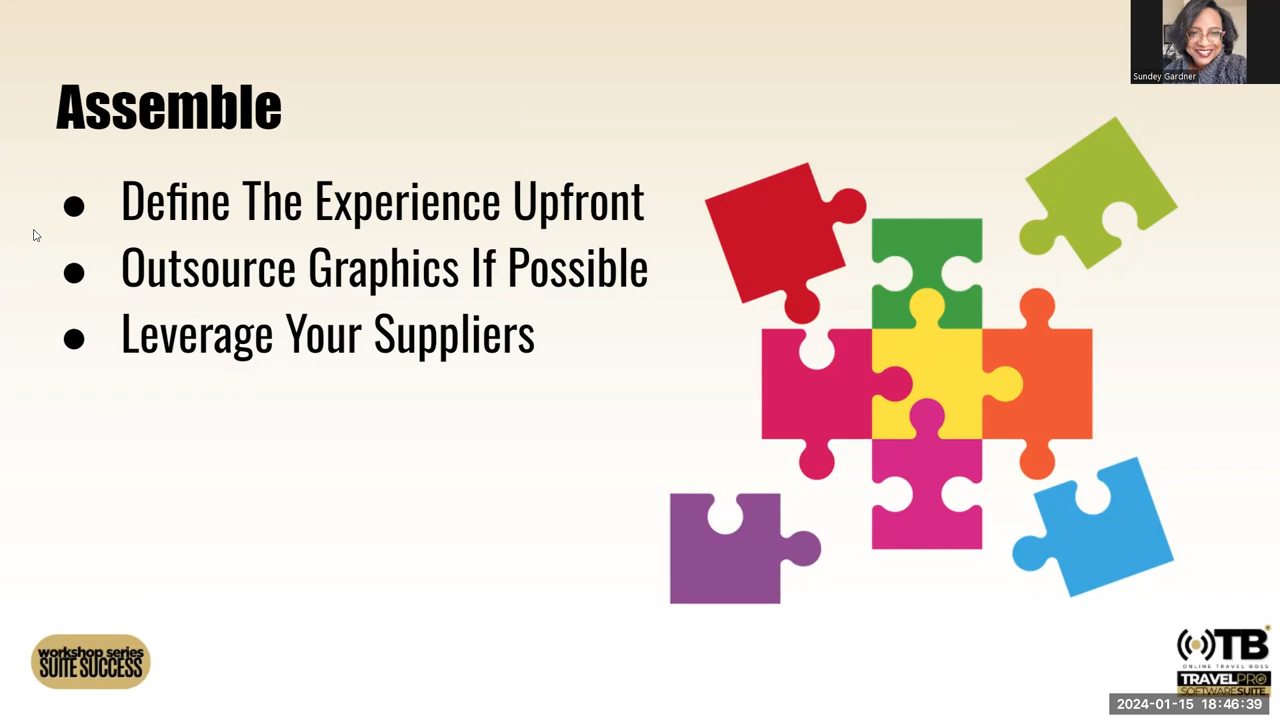 Sundey Gardner
Assemble
● Define The Experience Upfront
● Outsource Graphics If Possible
● Leverage Your Suppliers
workshop series
SUITE SUCCESS
OTB
ONLINE TRAVEL BOSS
TRAVELPRO
SOFTWARE SUITE
2024-01-15 18:46:39